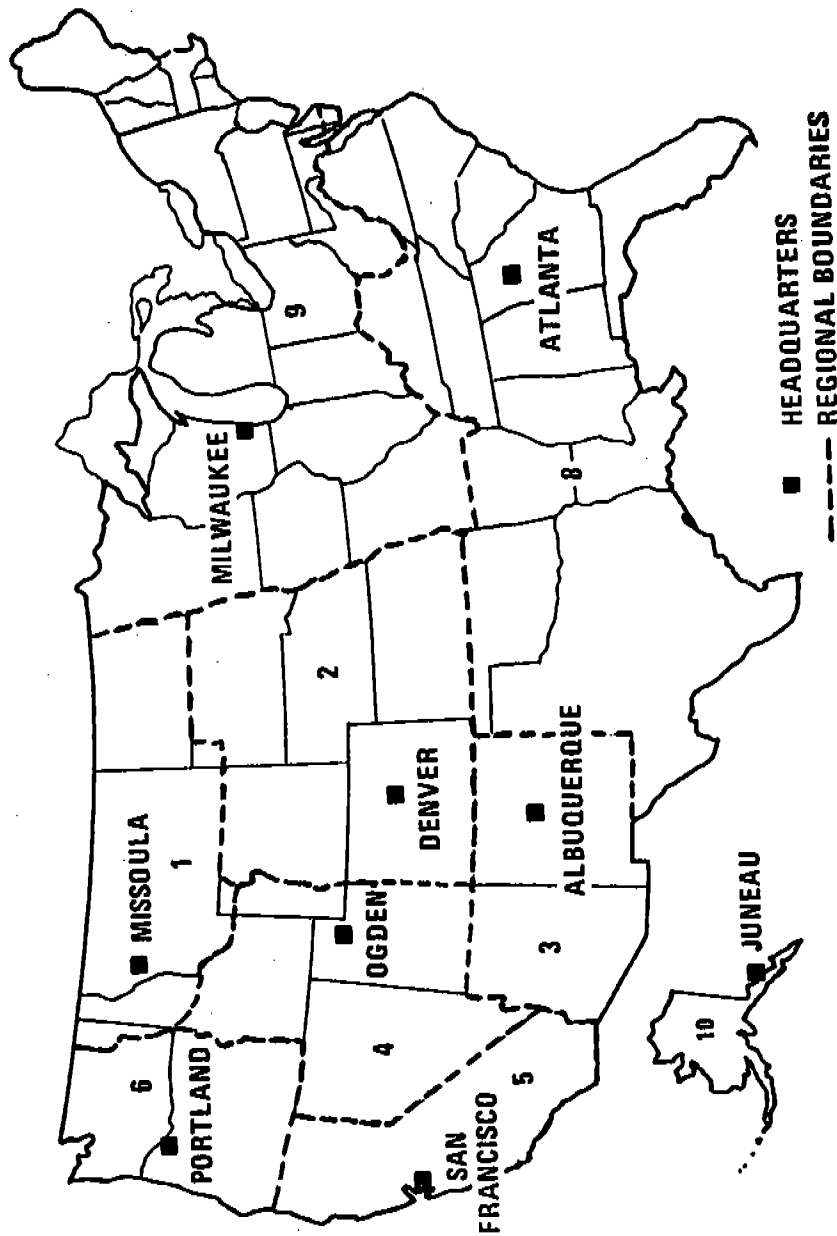 MISSOULA
1
6
PORTLAND
MILWAUKEE
2
9
OGDEN
DENVER
4
5
SAN
FRANCISCO
3
ALBUQUERQUE
8
ATLANTA
10
JUNEAU
HEADQUARTERS
REGIONAL BOUNDARIES